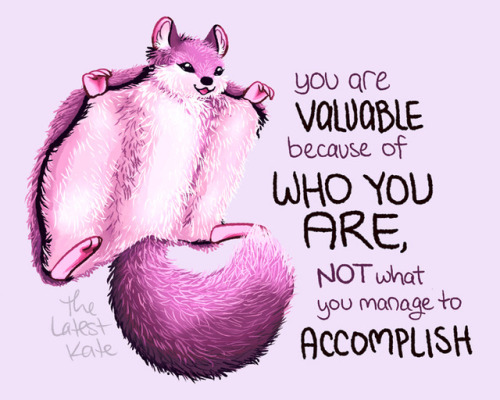 you are
VALUABLE
because of
WHO YOU
ARE,
NOT what
you manage to
ACCOMPLISH
The
Latest
Kate